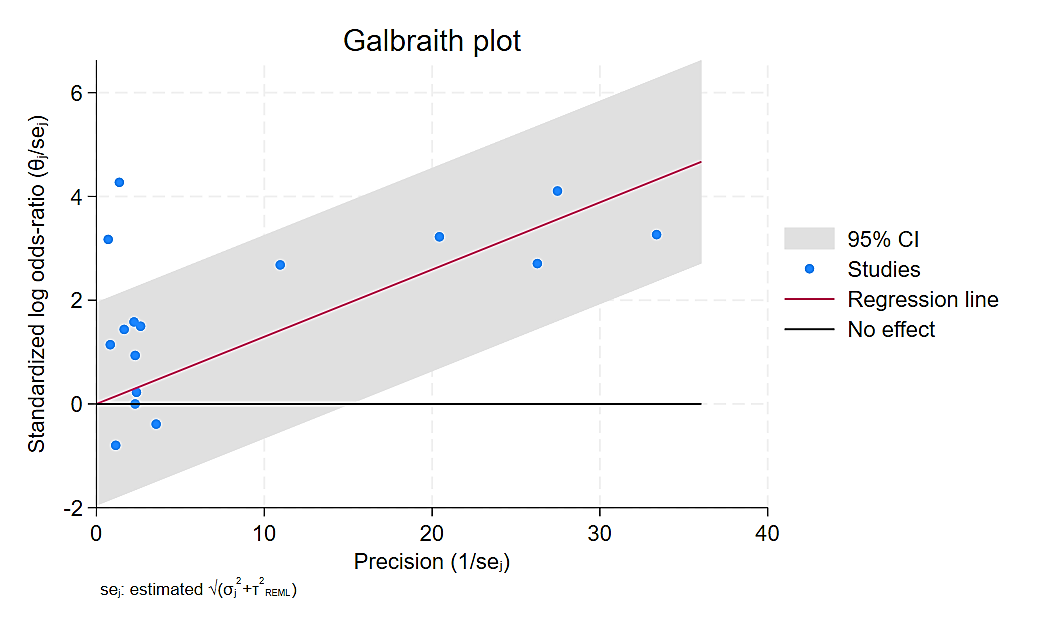 Galbraith plot
Standardized log odds-ratio (θⱼ/seⱼ)
6
4
2
0
-2
0 10 20 30 40
Precision (1/seⱼ)
95% CI
Studies
Regression line
No effect
seⱼ: estimated √(σⱼ²+τ²REML)